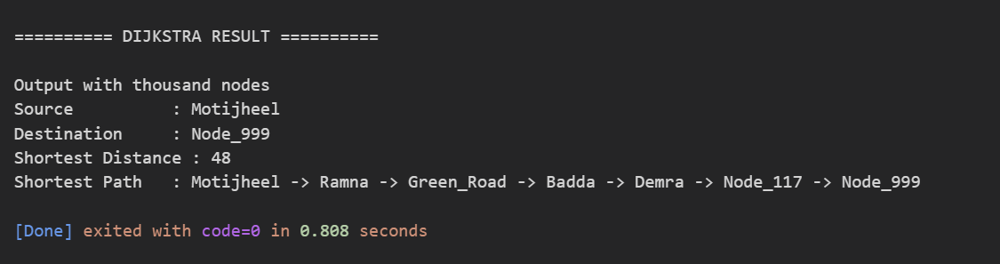 ========== DIJKSTRA RESULT ==========
Output with thousand nodes
Source          : Motijheel
Destination     : Node_999
Shortest Distance : 48
Shortest Path   : Motijheel -> Ramna -> Green_Road -> Badda -> Demra -> Node_117 -> Node_999
[Done] exited with code=0 in 0.808 seconds